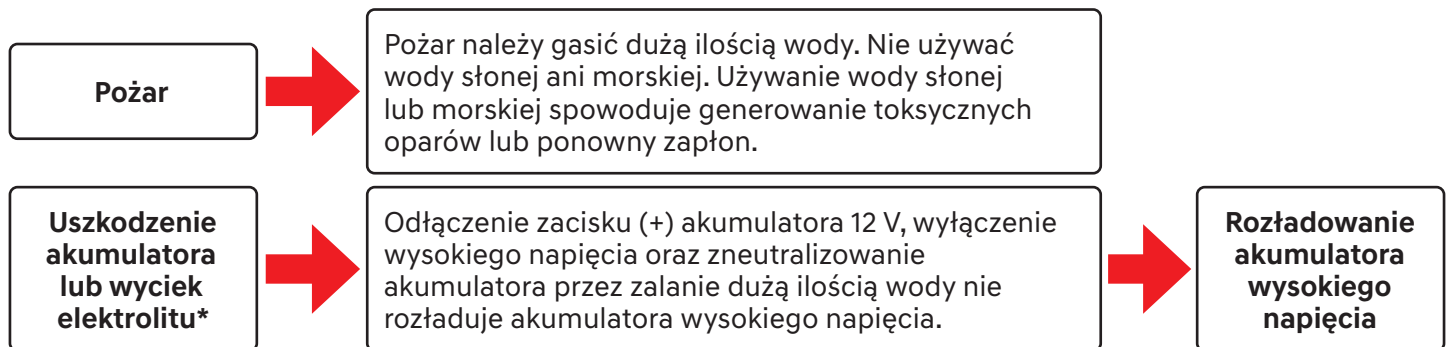 Pożar
Pożar należy gasić dużą ilością wody. Nie używać
wody słonej ani morskiej. Używanie wody słonej
lub morskiej spowoduje generowanie toksycznych
oparów lub ponowny zapłon.
Uszkodzenie
akumulatora
lub wyciek
elektrolitu*
Odłączenie zacisku (+) akumulatora 12 V, wyłączenie
wysokiego napięcia oraz zneutralizowanie
akumulatora przez zalanie dużą ilością wody nie
rozładuje akumulatora wysokiego napięcia.
Rozładowanie
akumulatora
wysokiego
napięcia